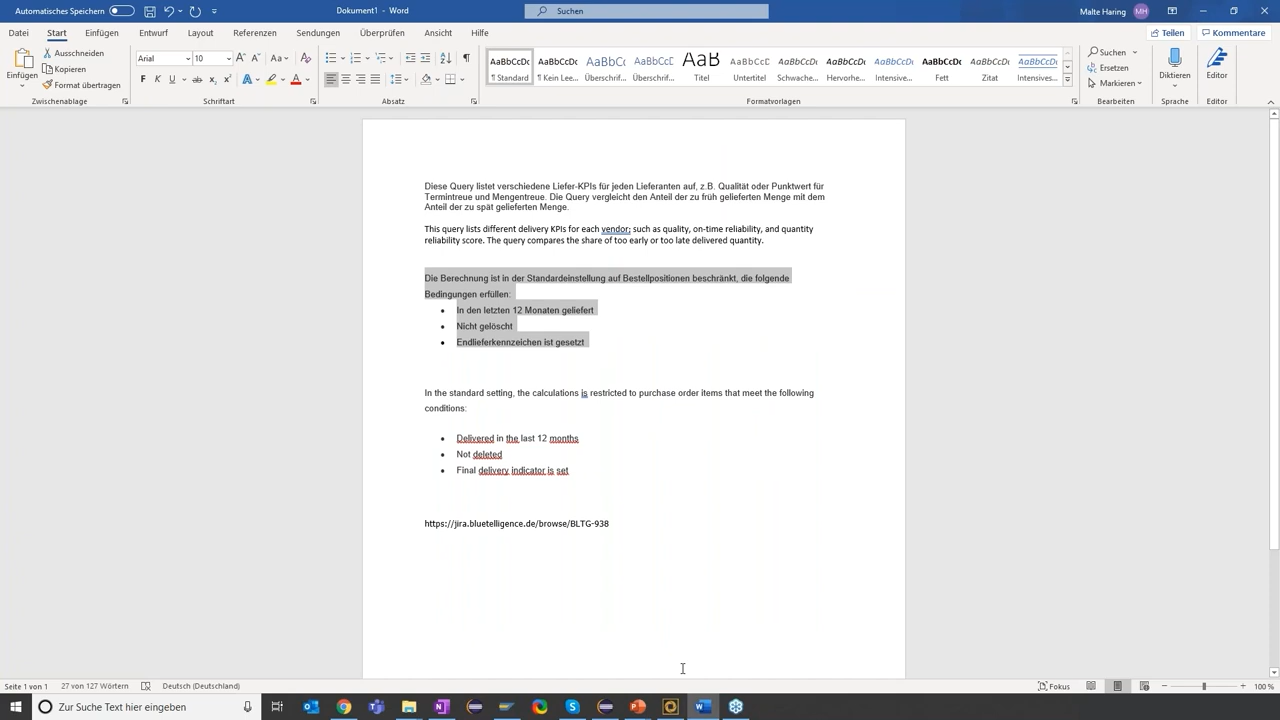 Automatisches Speichern
Dokument1 - Word
Suchen
Malte Haring
MH
Datei
Start
Einfügen
Entwurf
Layout
Referenzen
Sendungen
Überprüfen
Ansicht
Hilfe
Teilen
Kommentare
Einfügen
Ausschneiden
Kopieren
Format übertragen
Zwischenablage
Arial
10
F K U ab x₂ x²
Schriftart
Absatz
AaBbCcDc
¶ Standard
AaBbCcDc
¶ Kein Lee...
AaBbCc
Überschrif...
AaBbCcD
Überschrif...
AaB
Titel
AaBbCcD
Untertitel
AaBbCcDc
Schwache...
AaBbCcDc
Hervorhe...
AaBbCcDc
Intensive...
AaBbCcDc
Fett
AaBbCcDc
Zitat
AaBbCcDc
Intensives...
Formatvorlagen
Suchen
Ersetzen
Markieren
Bearbeiten
Diktieren
Sprache
Editor
Editor
Diese Query listet verschiedene Liefer-KPIs für jeden Lieferanten auf, z.B. Qualität oder Punktwert für
Termintreue und Mengentreue. Die Query vergleicht den Anteil der zu früh gelieferten Menge mit dem
Anteil der zu spät gelieferten Menge.
This query lists different delivery KPIs for each vendor; such as quality, on-time reliability, and quantity
reliability score. The query compares the share of too early or too late delivered quantity.
Die Berechnung ist in der Standardeinstellung auf Bestellpositionen beschränkt, die folgende
Bedingungen erfüllen:
• In den letzten 12 Monaten geliefert
• Nicht gelöscht
• Endlieferkennzeichen ist gesetzt
In the standard setting, the calculations is restricted to purchase order items that meet the following
conditions:
• Delivered in the last 12 months
• Not deleted
• Final delivery indicator is set
https://jira.bluetelligence.de/browse/BLTG-938
Seite 1 von 1
27 von 127 Wörtern
Deutsch (Deutschland)
Fokus
100 %
Zur Suche Text hier eingeben